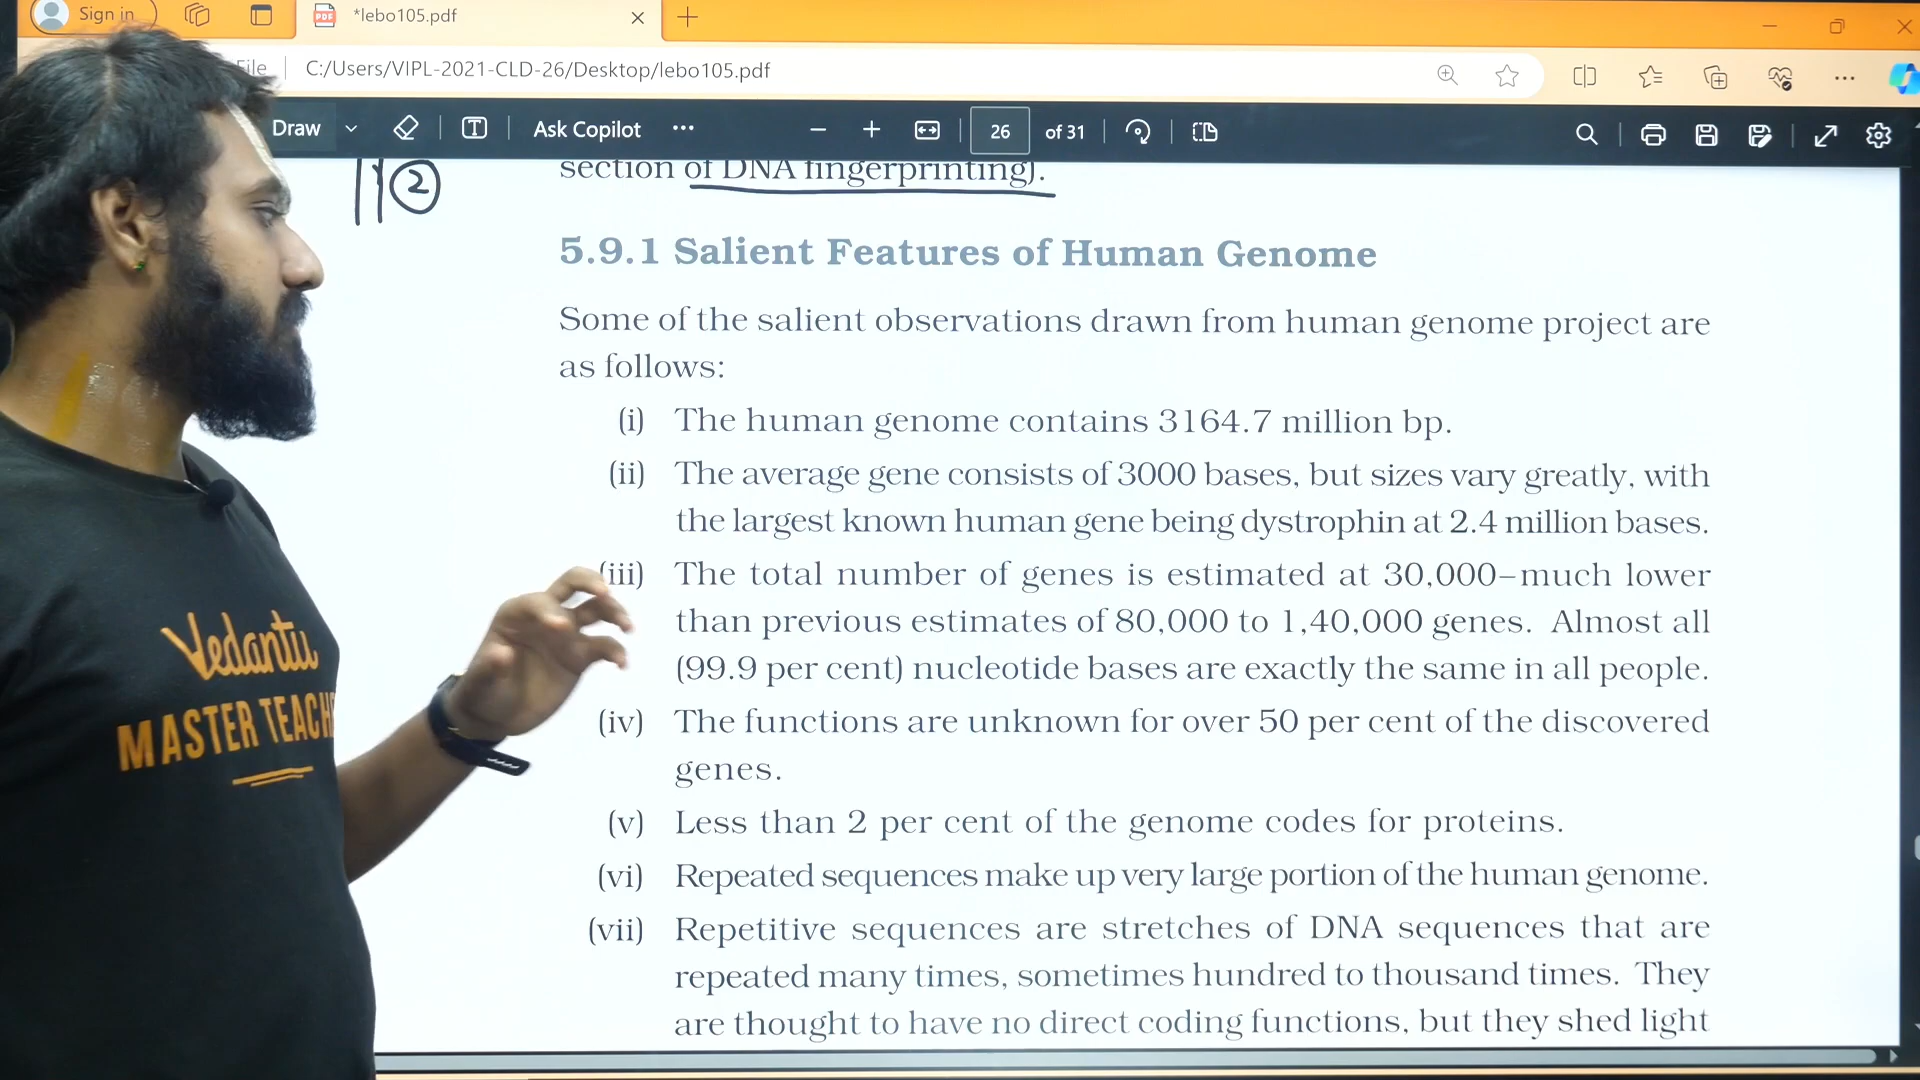 Sign in
*lebo105.pdf
File
C:/Users/VIPL-2021-CLD-26/Desktop/lebo105.pdf
Draw
Ask Copilot
26 of 31
2
section of DNA fingerprinting).
5.9.1 Salient Features of Human Genome
Some of the salient observations drawn from human genome project are
as follows:
(i) The human genome contains 3164.7 million bp.
(ii) The average gene consists of 3000 bases, but sizes vary greatly, with
the largest known human gene being dystrophin at 2.4 million bases.
(iii) The total number of genes is estimated at 30,000–much lower
than previous estimates of 80,000 to 1,40,000 genes. Almost all
(99.9 per cent) nucleotide bases are exactly the same in all people.
(iv) The functions are unknown for over 50 per cent of the discovered
genes.
(v) Less than 2 per cent of the genome codes for proteins.
(vi) Repeated sequences make up very large portion of the human genome.
(vii) Repetitive sequences are stretches of DNA sequences that are
repeated many times, sometimes hundred to thousand times. They
are thought to have no direct coding functions, but they shed light
Vedantu
MASTER TEACH